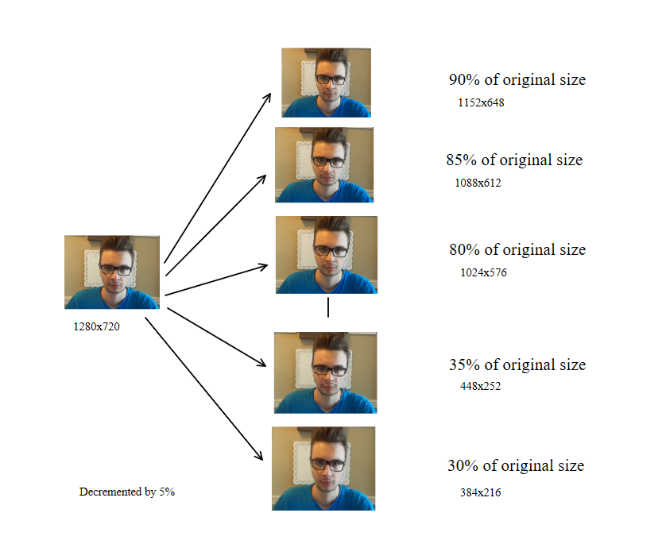 90% of original size
1152x648
85% of original size
1088x612
80% of original size
1024x576
1280x720
35% of original size
448x252
30% of original size
384x216
Decremented by 5%